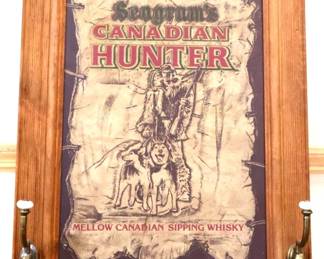 Seagram's
CANADIAN
HUNTER
MELLOW CANADIAN SIPPING WHISKY